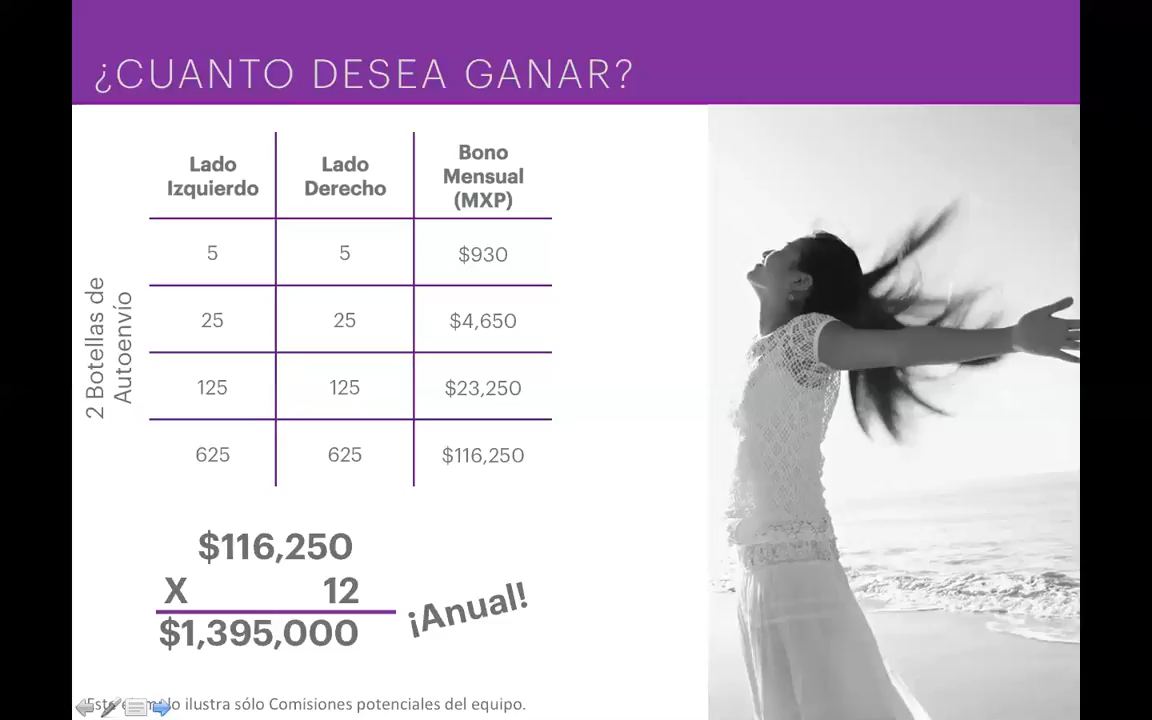 ¿CUANTO DESEA GANAR?
2 Botellas de
Autoenvío
Lado
Izquierdo
Lado
Derecho
Bono
Mensual
(MXP)
5 5 $930
25 25 $4,650
125 125 $23,250
625 625 $116,250
$116,250
X 12
$1,395,000
¡Anual!
ilustra sólo Comisiones potenciales del equipo.